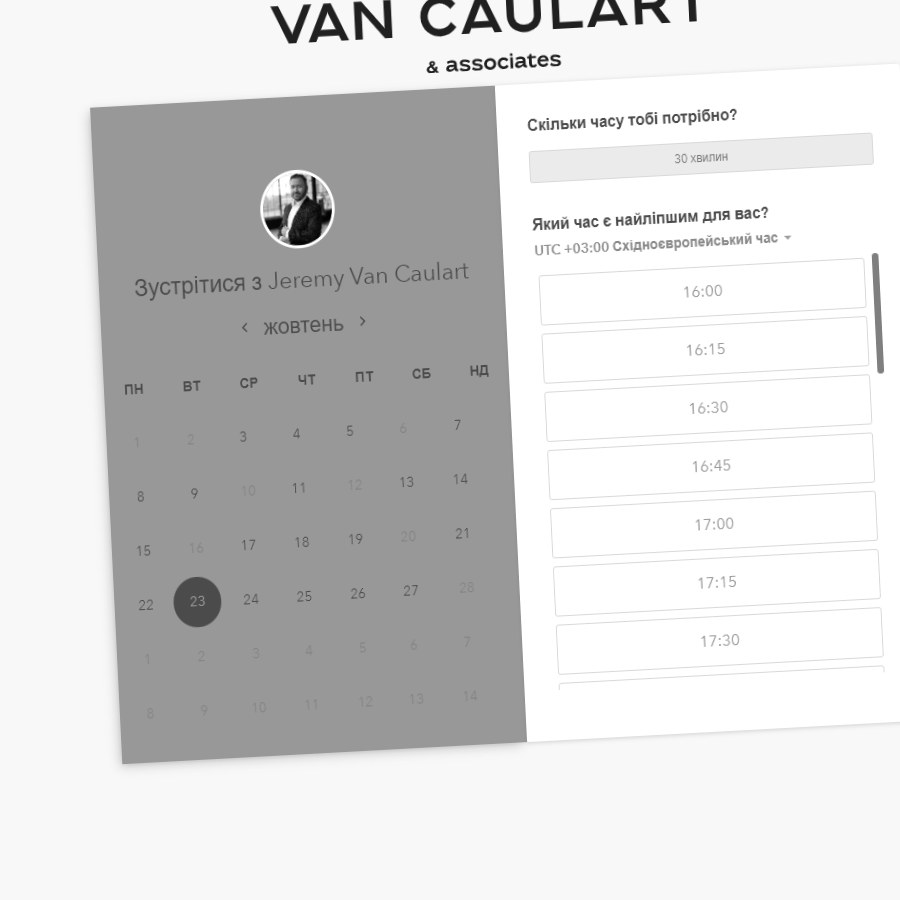 VAN CAULART
& associates
Зустрітися з Jeremy Van Caulart
жовтень
ПН ВТ СР ЧТ ПТ СБ НД
1 2 3 4 5 6 7
8 9 10 11 12 13 14
15 16 17 18 19 20 21
22 23 24 25 26 27 28
1 2 3 4 5 6 7
8 9 10 11 12 13 14
Скільки часу тобі потрібно?
30 хвилин
Який час є найліпшим для вас?
UTC +03:00 Східноєвропейський час
16:00
16:15
16:30
16:45
17:00
17:15
17:30